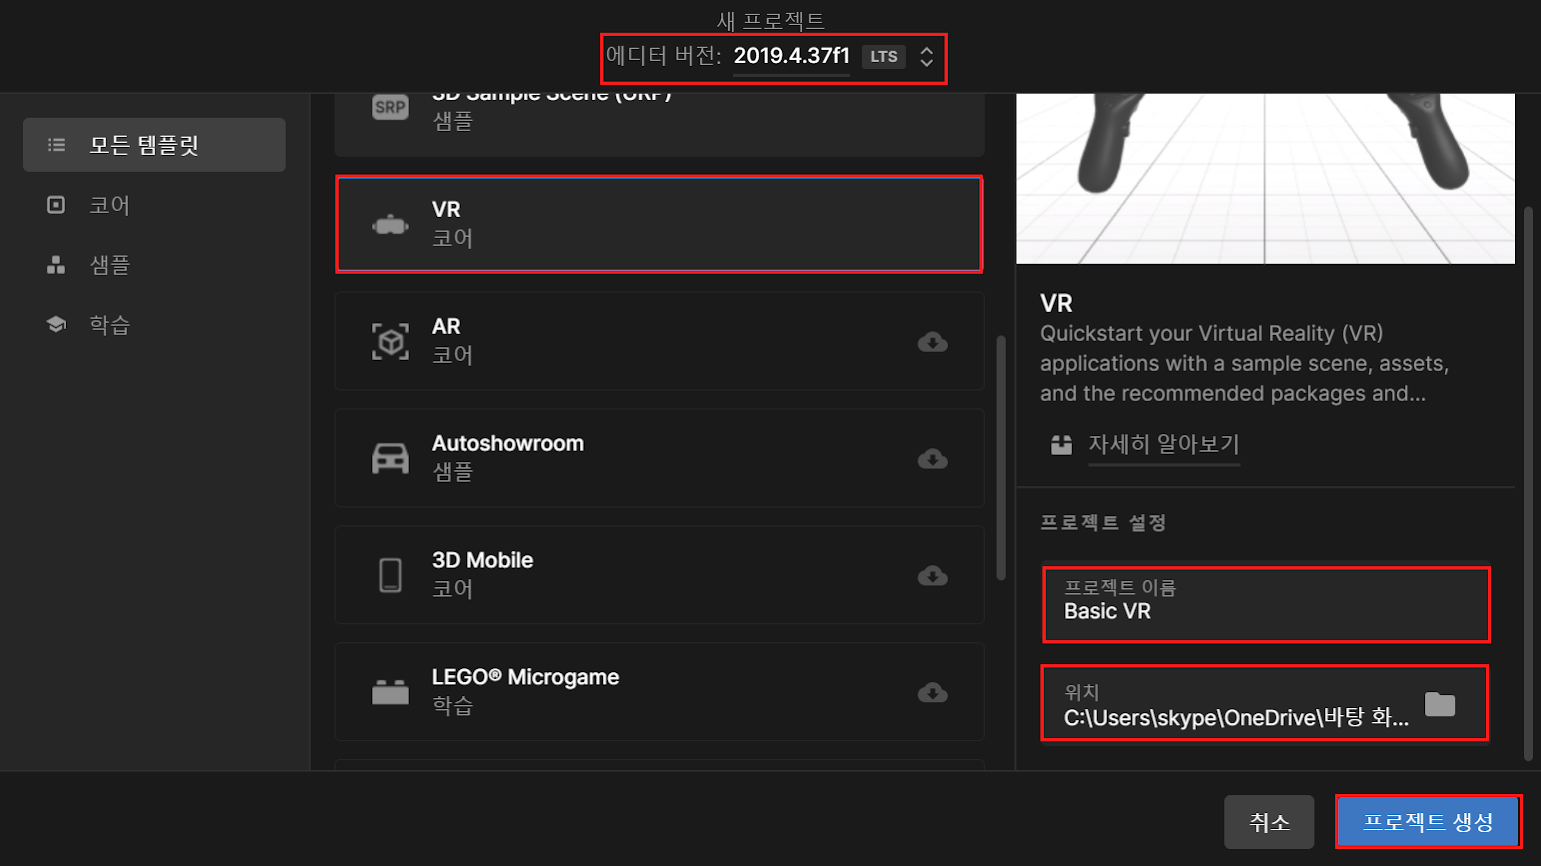 새 프로젝트
에디터 버전: 2019.4.37f1 LTS
모든 템플릿
코어
샘플
학습
SRP
3D Sample Scene (URP)
샘플
VR
코어
AR
코어
Autoshowroom
샘플
3D Mobile
코어
LEGO® Microgame
학습
VR
Quickstart your Virtual Reality (VR)
applications with a sample scene, assets,
and the recommended packages and...
자세히 알아보기
프로젝트 설정
프로젝트 이름
Basic VR
위치
C:\Users\skype\OneDrive\바탕 화...
취소
프로젝트 생성